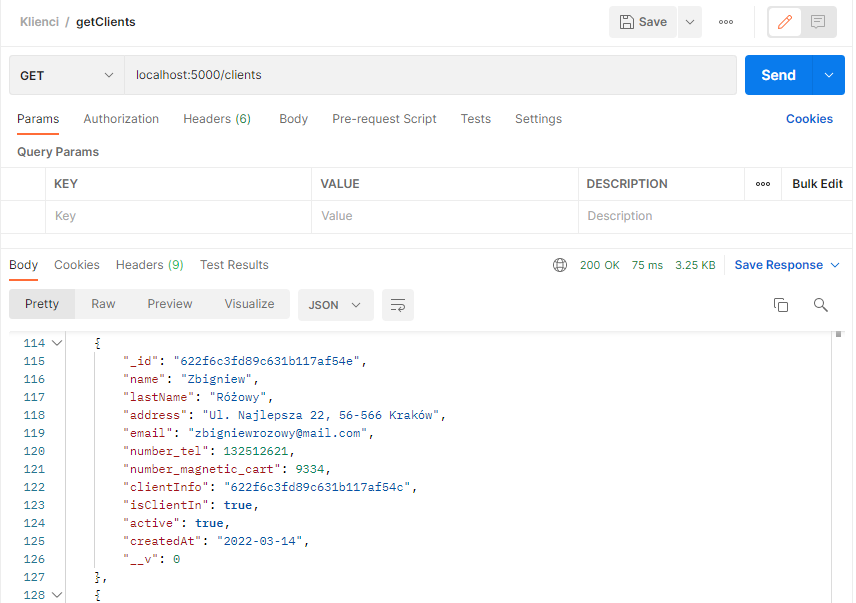 Klienci / getClients Save
GET localhost:5000/clients Send
Params Authorization Headers (6) Body Pre-request Script Tests Settings Cookies
Query Params
KEY VALUE DESCRIPTION Bulk Edit
Key Value Description
Body Cookies Headers (9) Test Results 200 OK 75 ms 3.25 KB Save Response
Pretty Raw Preview Visualize JSON
114 {
115 "_id": "622f6c3fd89c631b117af54e",
116 "name": "Zbigniew",
117 "lastName": "Różowy",
118 "address": "Ul. Najlepsza 22, 56-566 Kraków",
119 "email": "zbigniewrozowy@mail.com",
120 "number_tel": 132512621,
121 "number_magnetic_cart": 9334,
122 "clientInfo": "622f6c3fd89c631b117af54c",
123 "isClientIn": true,
124 "active": true,
125 "createdAt": "2022-03-14",
126 "__v": 0
127 },
128 {